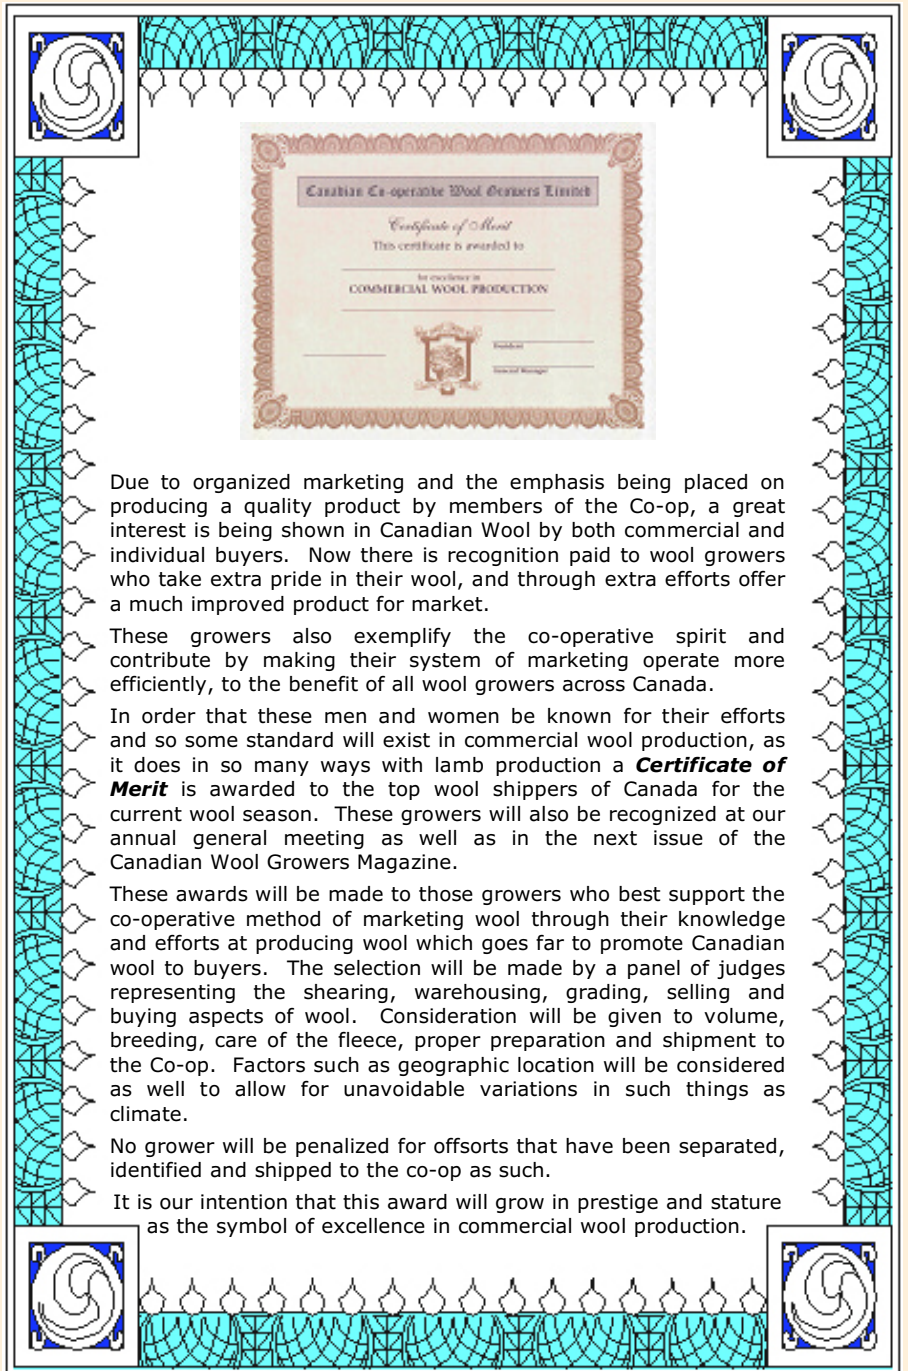 Canadian Co-operative Wool Growers Limited
Certificate of Merit
This certificate is awarded to
for excellence in
COMMERCIAL WOOL PRODUCTION
President
General Manager
Due to organized marketing and the emphasis being placed on
producing a quality product by members of the Co-op, a great
interest is being shown in Canadian Wool by both commercial and
individual buyers.  Now there is recognition paid to wool growers
who take extra pride in their wool, and through extra efforts offer
a much improved product for market.
These growers also exemplify the co-operative spirit and
contribute by making their system of marketing operate more
efficiently, to the benefit of all wool growers across Canada.
In order that these men and women be known for their efforts
and so some standard will exist in commercial wool production, as
it does in so many ways with lamb production a Certificate of
Merit is awarded to the top wool shippers of Canada for the
current wool season.  These growers will also be recognized at our
annual general meeting as well as in the next issue of the
Canadian Wool Growers Magazine.
These awards will be made to those growers who best support the
co-operative method of marketing wool through their knowledge
and efforts at producing wool which goes far to promote Canadian
wool to buyers.  The selection will be made by a panel of judges
representing the shearing, warehousing, grading, selling and
buying aspects of wool.  Consideration will be given to volume,
breeding, care of the fleece, proper preparation and shipment to
the Co-op.  Factors such as geographic location will be considered
as well to allow for unavoidable variations in such things as
climate.
No grower will be penalized for offsorts that have been separated,
identified and shipped to the co-op as such.
It is our intention that this award will grow in prestige and stature
as the symbol of excellence in commercial wool production.